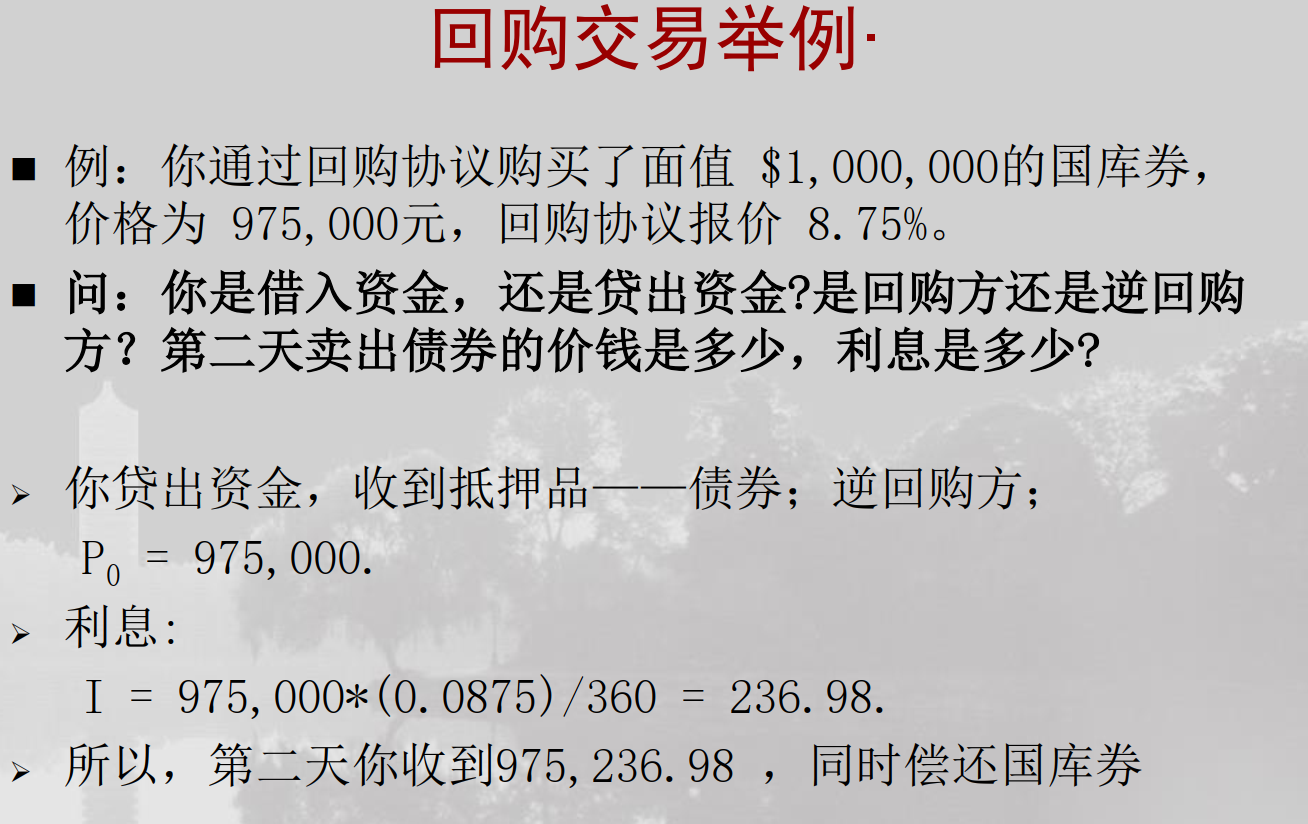 回购交易举例·
■ 例：你通过回购协议购买了面值 $1,000,000的国库券，
价格为 975,000元，回购协议报价 8.75%。
■ 问：你是借入资金，还是贷出资金?是回购方还是逆回购
方？第二天卖出债券的价钱是多少，利息是多少?
➢ 你贷出资金，收到抵押品——债券；逆回购方；
P₀ = 975,000.
➢ 利息:
I = 975,000*(0.0875)/360 = 236.98.
➢ 所以，第二天你收到975,236.98 ，同时偿还国库券